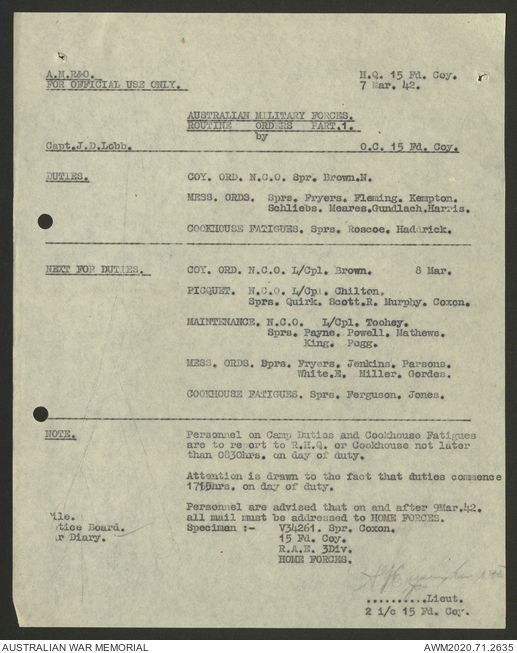 A.M.R&O.
FOR OFFICIAL USE ONLY.
H.Q. 15 Fd. Coy.
7 Mar. 42.
AUSTRALIAN MILITARY FORCES.
ROUTINE ORDERS PART.1.
by
Capt.J.D.Lobb. O.C. 15 Fd. Coy.
DUTIES. COY. ORD. N.C.O. Spr. Brown.N.
MESS. ORDS. Sprs. Fryers. Fleming. Kempton.
Schliebs. Meares.Gundlach.Harris.
COOKHOUSE FATIGUES. Sprs. Roscoe. Haddrick.
NEXT FOR DUTIES. COY. ORD. N.C.O. L/Cpl. Brown. 8 Mar.
PICQUET. N.C.O. L/Cpl. Chilton.
Sprs. Quirk. Scott.R. Murphy. Coxon.
MAINTENANCE. N.C.O. L/Cpl. Toohey.
Sprs. Payne. Powell. Mathews.
King. Fogg.
MESS. ORDS. Sprs. Fryers. Jenkins. Parsons.
White.E. Miller. Gordes.
COOKHOUSE FATIGUES. Sprs. Ferguson. Jones.
NOTE. Personnel on Camp Duties and Cookhouse Fatigues
are to report to R.H.Q. or Cookhouse not later
than 0830hrs. on day of duty.
Attention is drawn to the fact that duties commence
hrs. on day of duty.
Personnel are advised that on and after 9Mar.42.
all mail must be addressed to HOME FORCES.
Speciman :- V34261. Spr. Coxon.
15 Fd. Coy.
R.A.E. 3Div.
HOME FORCES.
ile.
tice Board.
r Diary.
..........Lieut.
2 i/c 15 Fd. Coy.
AUSTRALIAN WAR MEMORIAL
AWM2020.71.2635